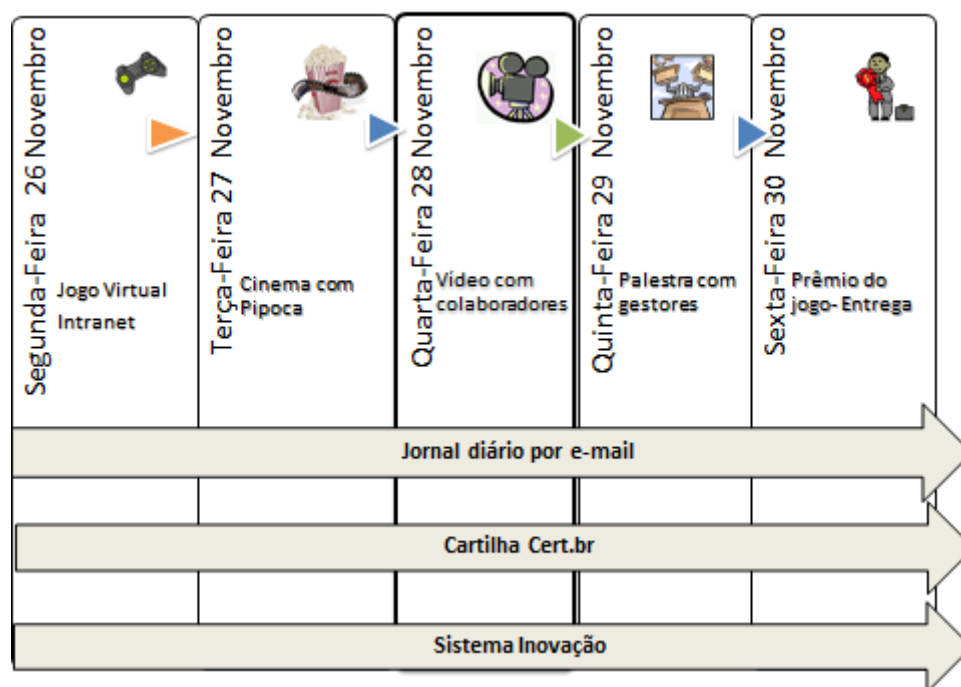 Segunda-Feira 26 Novembro
Jogo Virtual
Intranet
Terça-Feira 27 Novembro
Cinema com
Pipoca
Quarta-Feira 28 Novembro
Vídeo com
colaboradores
Quinta-Feira 29 Novembro
Palestra com
gestores
Sexta-Feira 30 Novembro
Prêmio do
jogo- Entrega
Jornal diário por e-mail
Cartilha Cert.br
Sistema Inovação